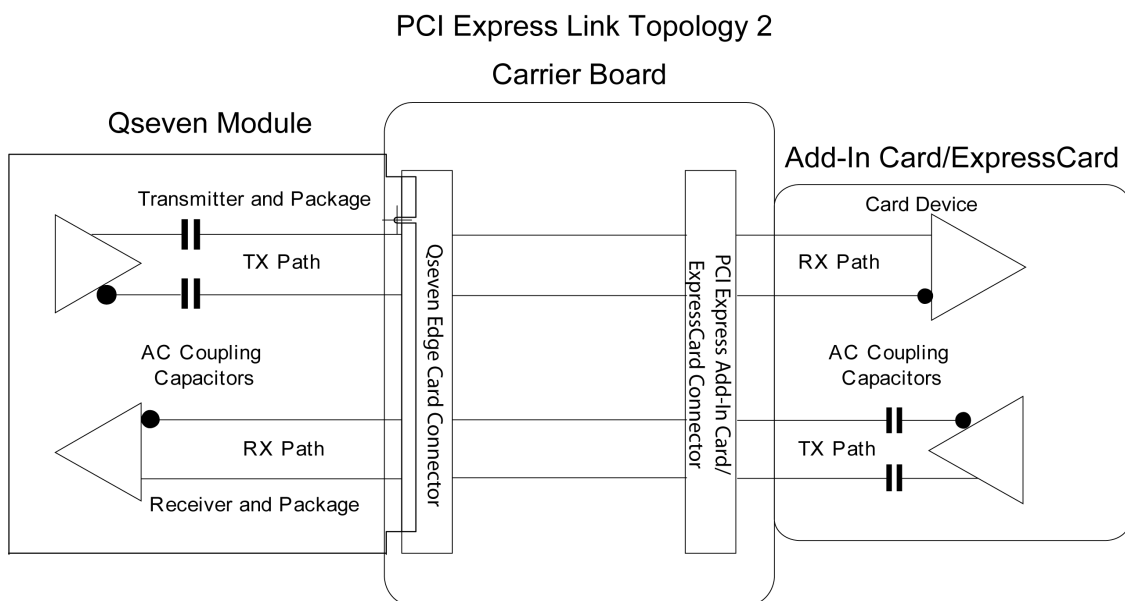 PCI Express Link Topology 2
Carrier Board
Qseven Module
Add-In Card/ExpressCard
Transmitter and Package
TX Path
AC Coupling
Capacitors
RX Path
Receiver and Package
Qseven Edge Card Connector
PCI Express Add-In Card/
ExpressCard Connector
Card Device
RX Path
AC Coupling
Capacitors
TX Path